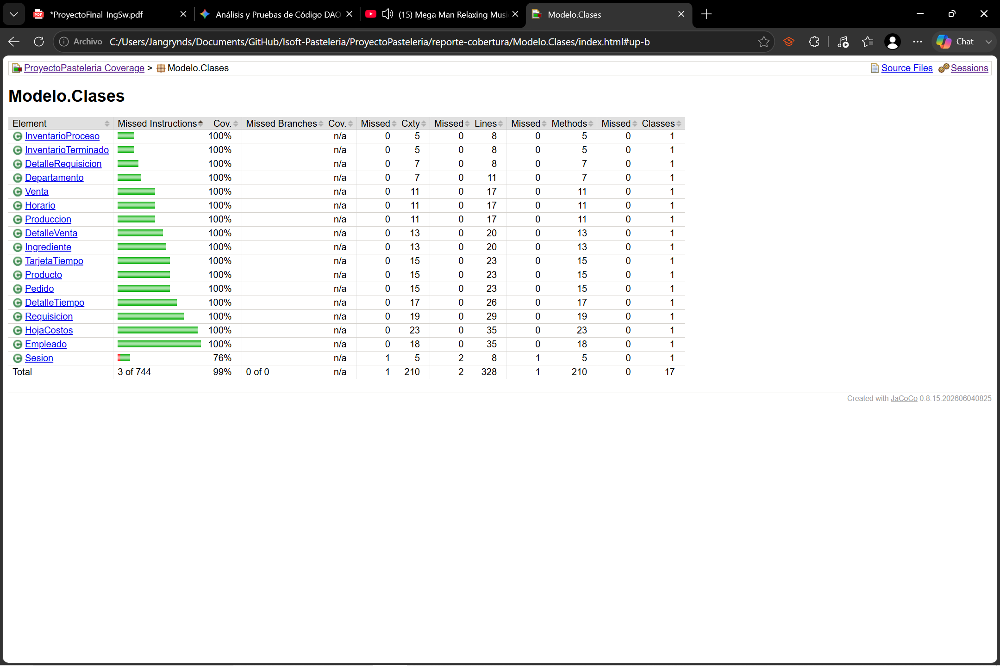 *ProyectoFinal-IngSw.pdf
Análisis y Pruebas de Código DAO
(15) Mega Man Relaxing Musi
Modelo.Clases
Archivo C:/Users/Jangrynds/Documents/GitHub/Isoft-Pasteleria/ProyectoPasteleria/reporte-cobertura/Modelo.Clases/index.html#up-b
Chat
ProyectoPasteleria Coverage > Modelo.Clases
Source Files Sessions
Modelo.Clases
Element Missed Instructions Cov. Missed Branches Cov. Missed Cxty Missed Lines Missed Methods Missed Classes
InventarioProceso 100% n/a 0 5 0 8 0 5 0 1
InventarioTerminado 100% n/a 0 5 0 8 0 5 0 1
DetalleRequisicion 100% n/a 0 7 0 8 0 7 0 1
Departamento 100% n/a 0 7 0 11 0 7 0 1
Venta 100% n/a 0 11 0 17 0 11 0 1
Horario 100% n/a 0 11 0 17 0 11 0 1
Produccion 100% n/a 0 11 0 17 0 11 0 1
DetalleVenta 100% n/a 0 13 0 20 0 13 0 1
Ingrediente 100% n/a 0 13 0 20 0 13 0 1
TarjetaTiempo 100% n/a 0 15 0 23 0 15 0 1
Producto 100% n/a 0 15 0 23 0 15 0 1
Pedido 100% n/a 0 15 0 23 0 15 0 1
DetalleTiempo 100% n/a 0 17 0 26 0 17 0 1
Requisicion 100% n/a 0 19 0 29 0 19 0 1
HojaCostos 100% n/a 0 23 0 35 0 23 0 1
Empleado 100% n/a 0 18 0 35 0 18 0 1
Sesion 76% n/a 1 5 2 8 1 5 0 1
Total 3 of 744 99% 0 of 0 n/a 1 210 2 328 1 210 0 17
Created with JaCoCo 0.8.15.202606040825